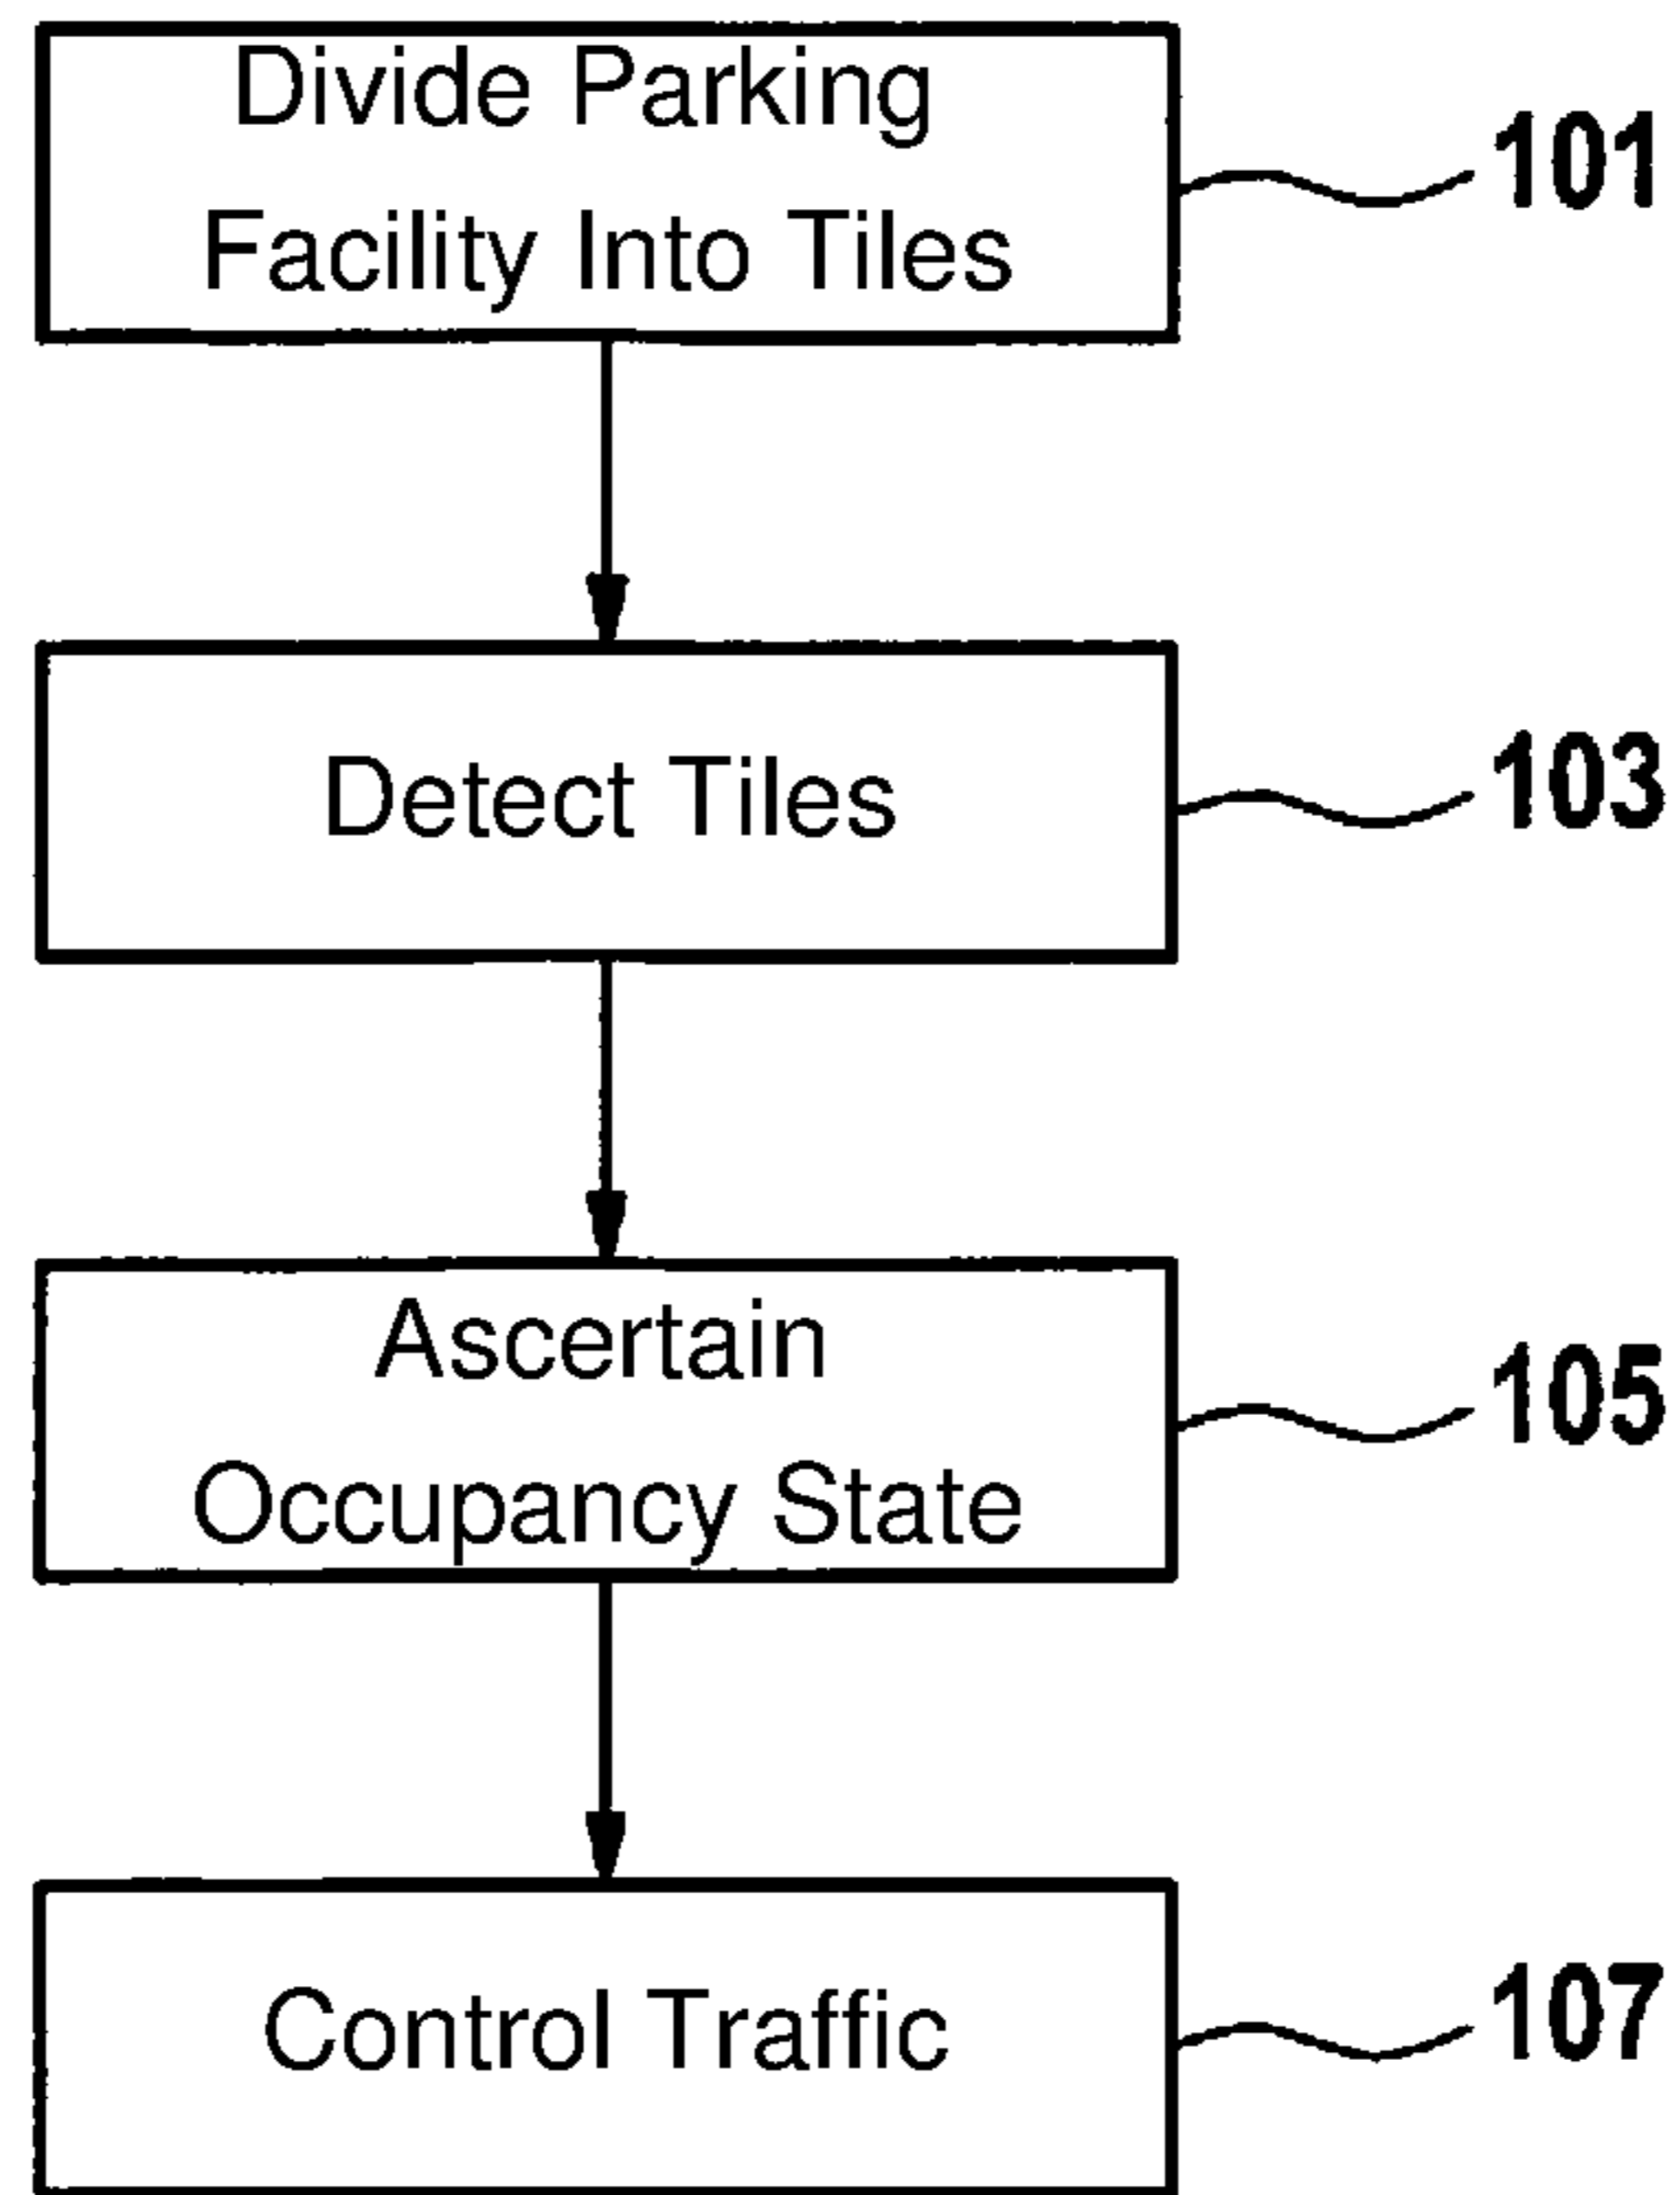 Divide Parking
Facility Into Tiles
101
Detect Tiles
103
Ascertain
Occupancy State
105
Control Traffic
107